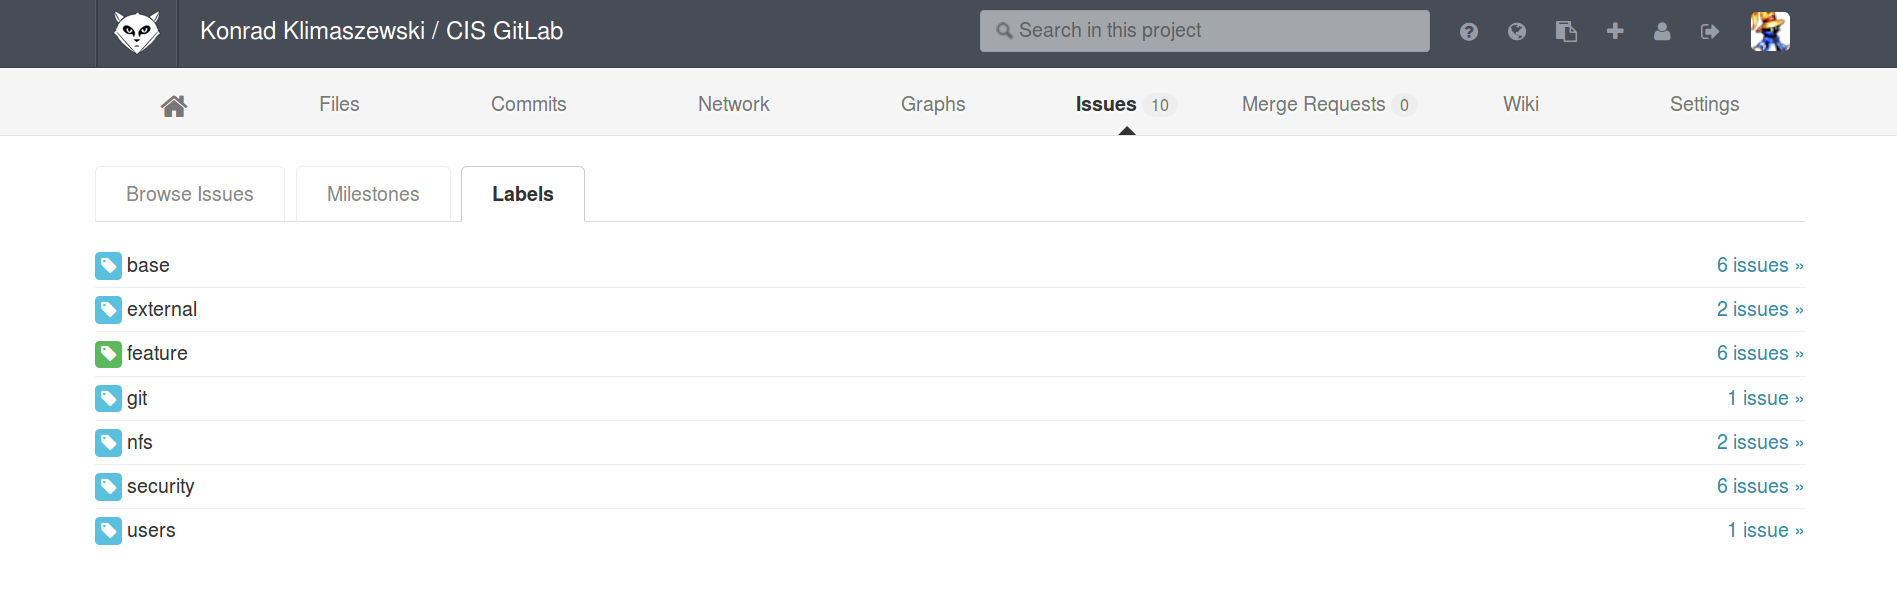 Konrad Klimaszewski / CIS GitLab
Search in this project
Files Commits Network Graphs Issues 10 Merge Requests 0 Wiki Settings
Browse Issues Milestones Labels
base 6 issues »
external 2 issues »
feature 6 issues »
git 1 issue »
nfs 2 issues »
security 6 issues »
users 1 issue »